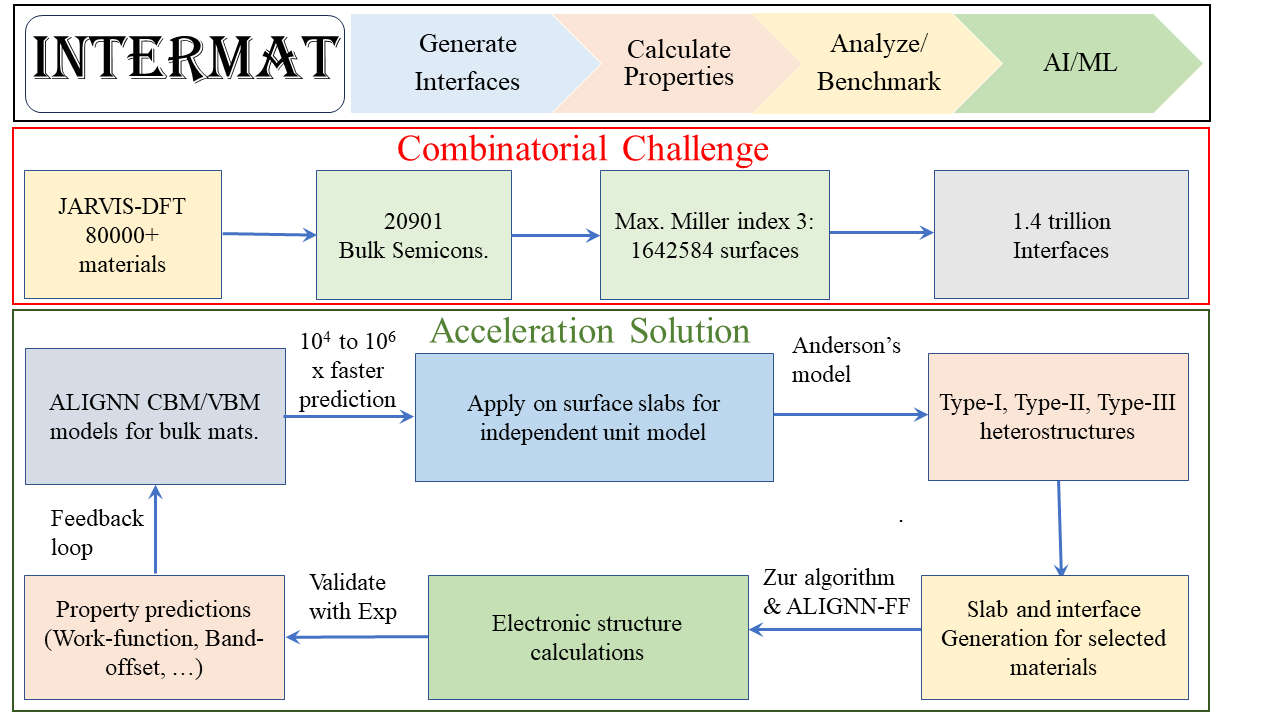 INTERMAT
Generate
Interfaces
Calculate
Properties
Analyze/
Benchmark
AI/ML
Combinatorial Challenge
JARVIS-DFT
80000+
materials
20901
Bulk Semicons.
Max. Miller index 3:
1642584 surfaces
1.4 trillion
Interfaces
Acceleration Solution
ALIGNN CBM/VBM
models for bulk mats.
10⁴ to 10⁶
x faster
prediction
Apply on surface slabs for
independent unit model
Anderson’s
model
Type-I, Type-II, Type-III
heterostructures
.
Slab and interface
Generation for selected
materials
Zur algorithm
& ALIGNN-FF
Electronic structure
calculations
Validate
with Exp
Property predictions
(Work-function, Band-
offset, …)
Feedback
loop